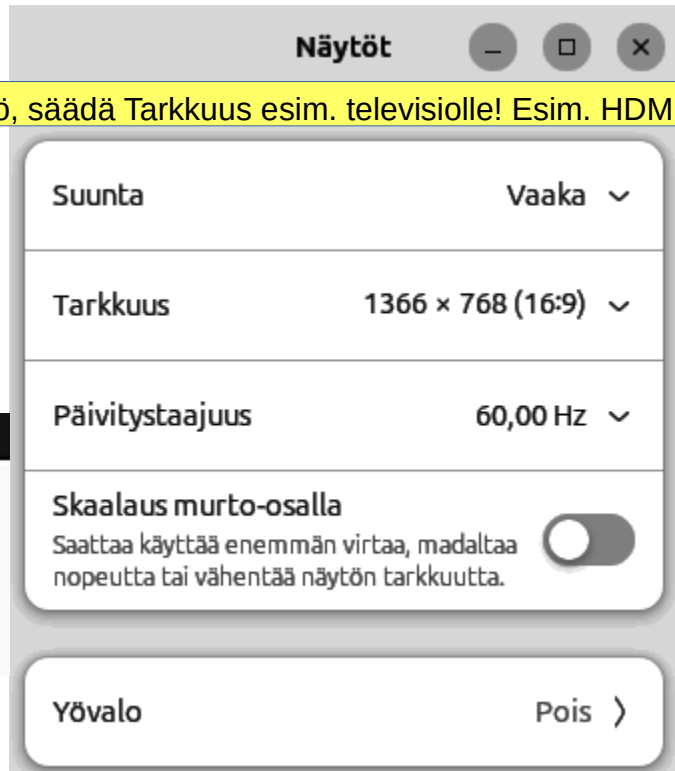 Näytöt
säädä Tarkkuus esim. televisiolle! Esim. HDM
Suunta Vaaka
Tarkkuus 1366 × 768 (16:9)
Päivitystaajuus 60,00 Hz
Skaalaus murto-osalla
Saattaa käyttää enemmän virtaa, madaltaa
nopeutta tai vähentää näytön tarkkuutta.
Yövalo Pois